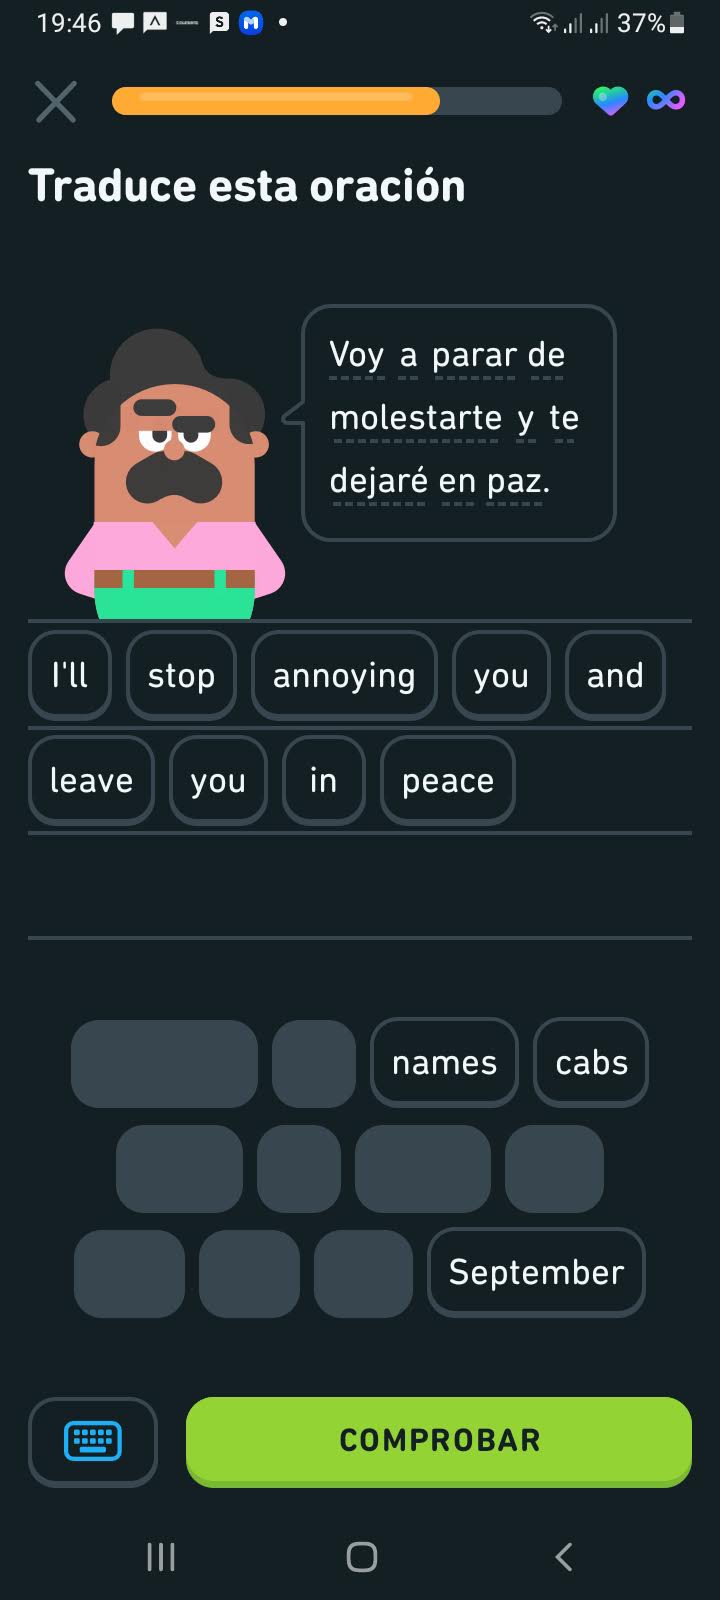 19:46
37%
Traduce esta oración
Voy a parar de
molestarte y te
dejaré en paz.
I'll stop annoying you and
leave you in peace
names cabs
September
COMPROBAR